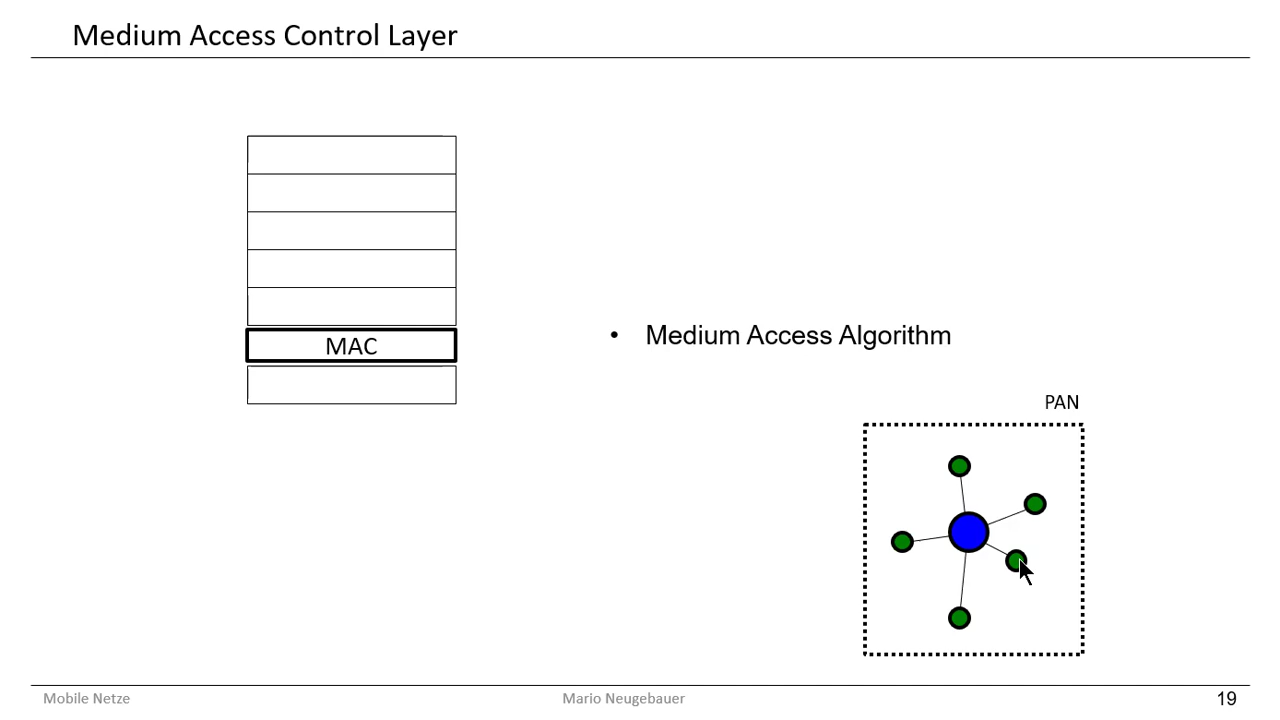 Medium Access Control Layer
MAC
• Medium Access Algorithm
PAN
Mobile Netze
Mario Neugebauer
19